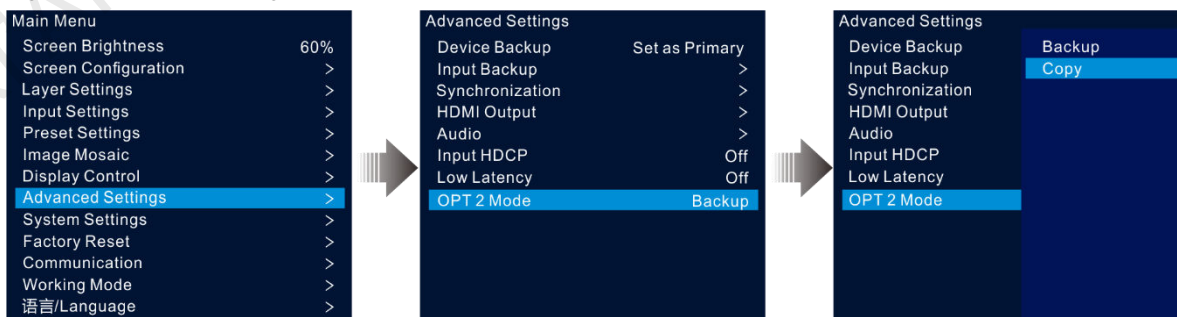 Main Menu
Screen Brightness 60%
Screen Configuration >
Layer Settings >
Input Settings >
Preset Settings >
Image Mosaic >
Display Control >
Advanced Settings >
System Settings >
Factory Reset >
Communication >
Working Mode >
语言/Language >
Advanced Settings
Device Backup Set as Primary
Input Backup >
Synchronization >
HDMI Output >
Audio >
Input HDCP Off
Low Latency Off
OPT 2 Mode Backup
Advanced Settings
Device Backup
Input Backup
Synchronization
HDMI Output
Audio
Input HDCP
Low Latency
OPT 2 Mode
Backup
Copy